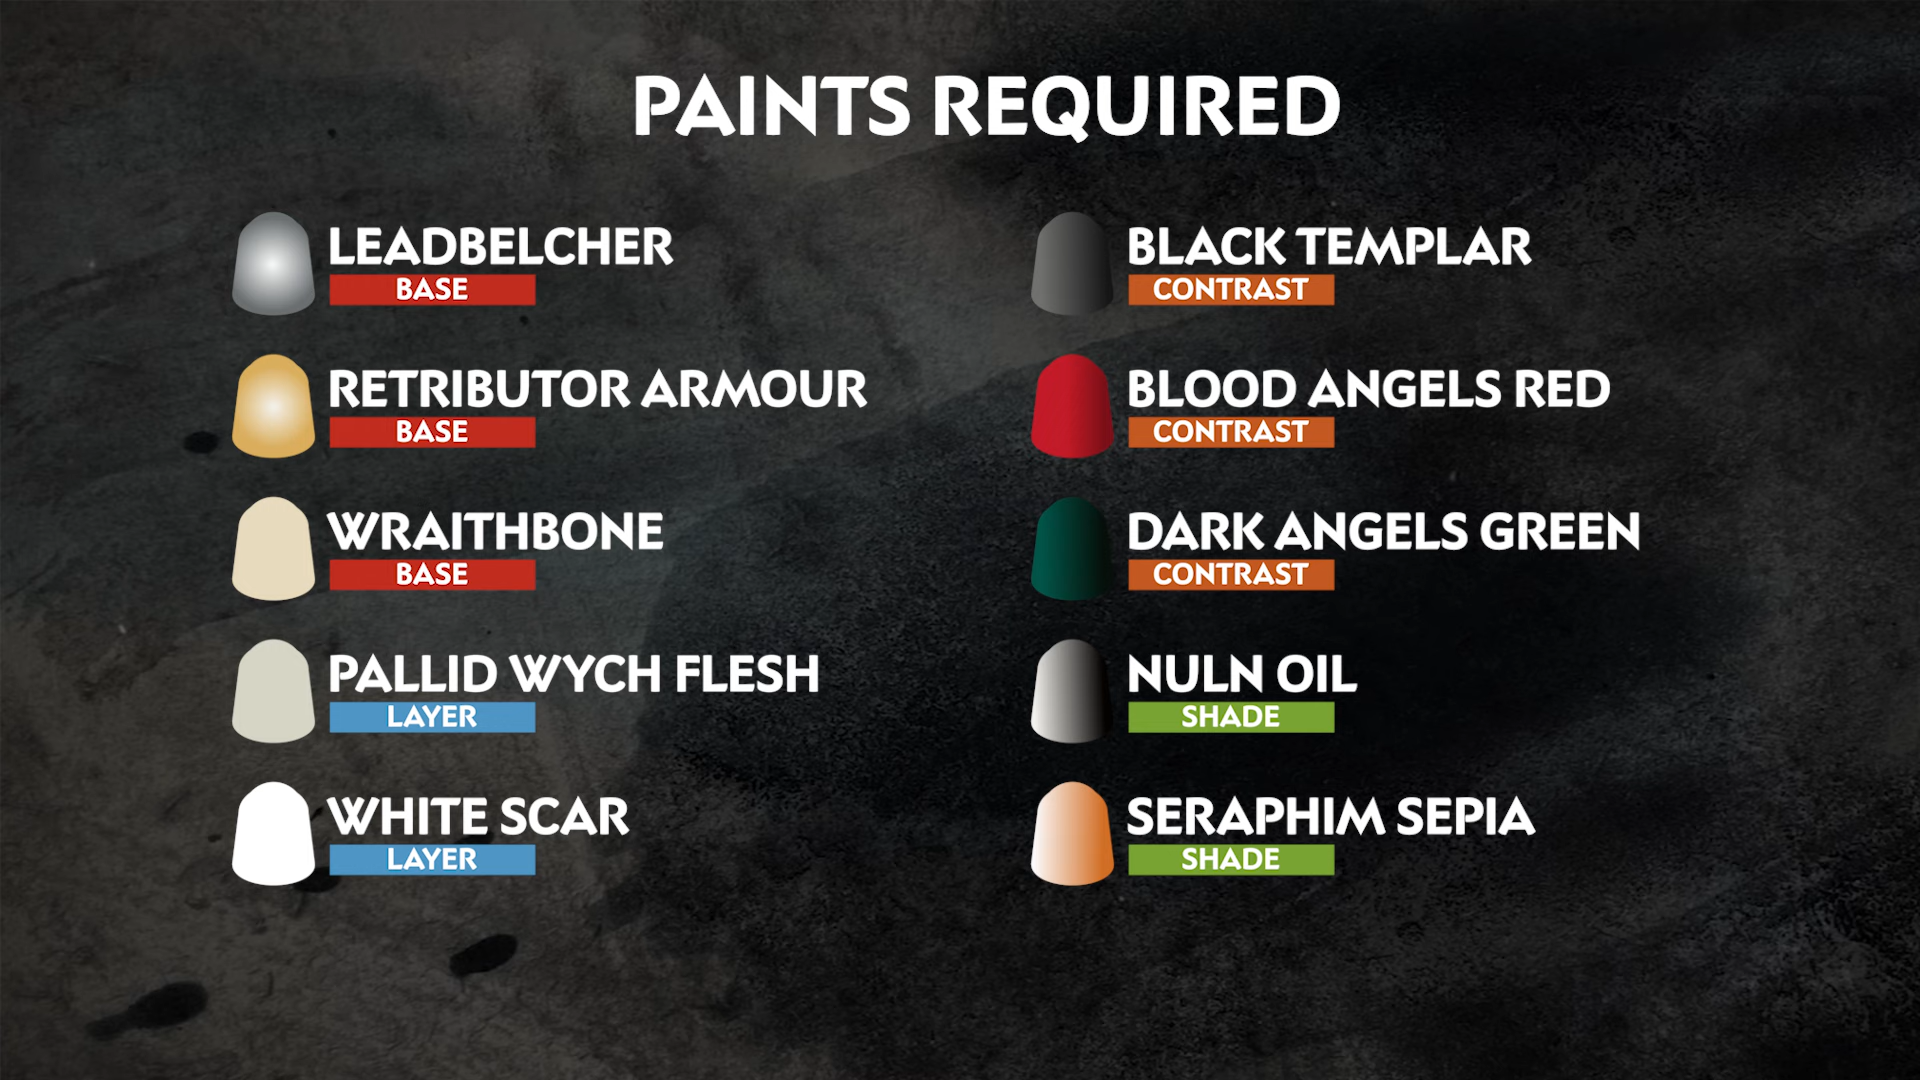 PAINTS REQUIRED
LEADBELCHER
BASE
RETRIBUTOR ARMOUR
BASE
WRAITHBONE
BASE
PALLID WYCH FLESH
LAYER
WHITE SCAR
LAYER
BLACK TEMPLAR
CONTRAST
BLOOD ANGELS RED
CONTRAST
DARK ANGELS GREEN
CONTRAST
NULN OIL
SHADE
SERAPHIM SEPIA
SHADE